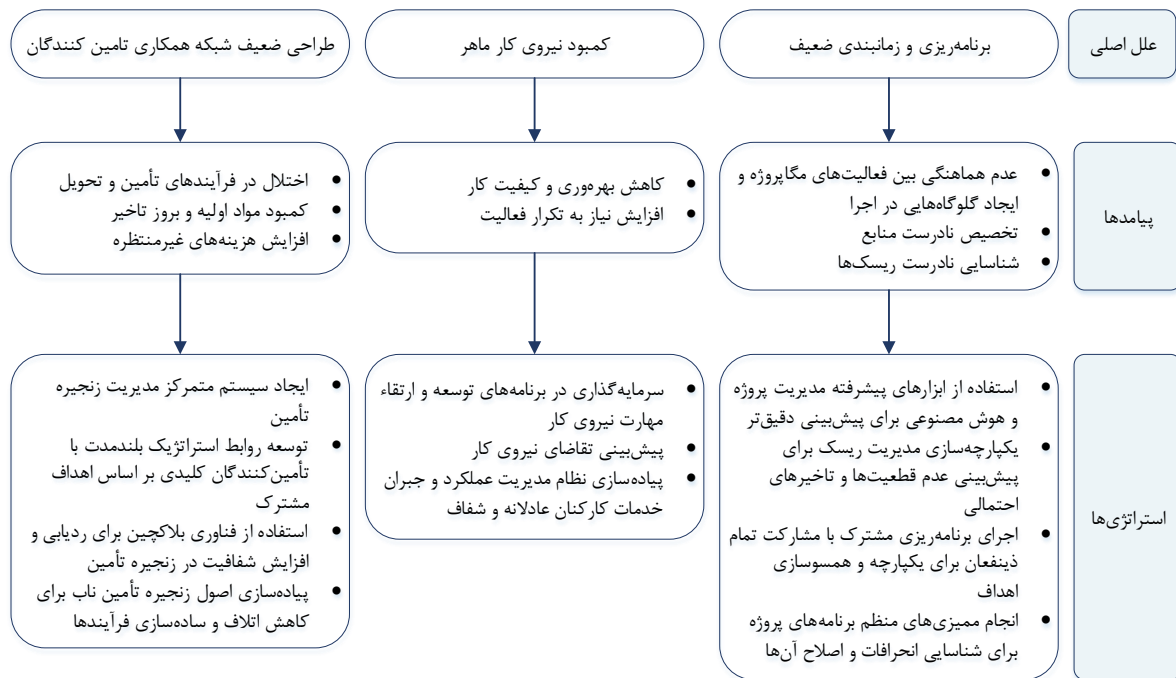 علل اصلی
برنامه‌ریزی و زمانبندی ضعیف
کمبود نیروی کار ماهر
طراحی ضعیف شبکه همکاری تامین کنندگان
پیامدها
• عدم هماهنگی بین فعالیت‌های مگاپروژه و
ایجاد گلوگاه‌هایی در اجرا
• تخصیص نادرست منابع
• شناسایی نادرست ریسک‌ها
• کاهش بهره‌وری و کیفیت کار
• افزایش نیاز به تکرار فعالیت
• اختلال در فرآیندهای تأمین و تحویل
• کمبود مواد اولیه و بروز تاخیر
• افزایش هزینه‌های غیرمنتظره
استراتژی‌ها
• استفاده از ابزارهای پیشرفته مدیریت پروژه
و هوش مصنوعی برای پیش‌بینی دقیق‌تر
• یکپارچه‌سازی مدیریت ریسک برای
پیش‌بینی عدم قطعیت‌ها و تاخیرهای
احتمالی
• اجرای برنامه‌ریزی مشترک با مشارکت تمام
ذینفعان برای یکپارچه و همسوسازی
اهداف
• انجام ممیزی‌های منظم برنامه‌های پروژه
برای شناسایی انحرافات و اصلاح آن‌ها
• سرمایه‌گذاری در برنامه‌های توسعه و ارتقاء
مهارت نیروی کار
• پیش‌بینی تقاضای نیروی کار
• پیاده‌سازی نظام مدیریت عملکرد و جبران
خدمات کارکنان عادلانه و شفاف
• ایجاد سیستم متمرکز مدیریت زنجیره
تأمین
• توسعه روابط استراتژیک بلندمدت با
تأمین‌کنندگان کلیدی بر اساس اهداف
مشترک
• استفاده از فناوری بلاکچین برای ردیابی و
افزایش شفافیت در زنجیره تأمین
• پیاده‌سازی اصول زنجیره تأمین ناب برای
کاهش اتلاف و ساده‌سازی فرآیندها